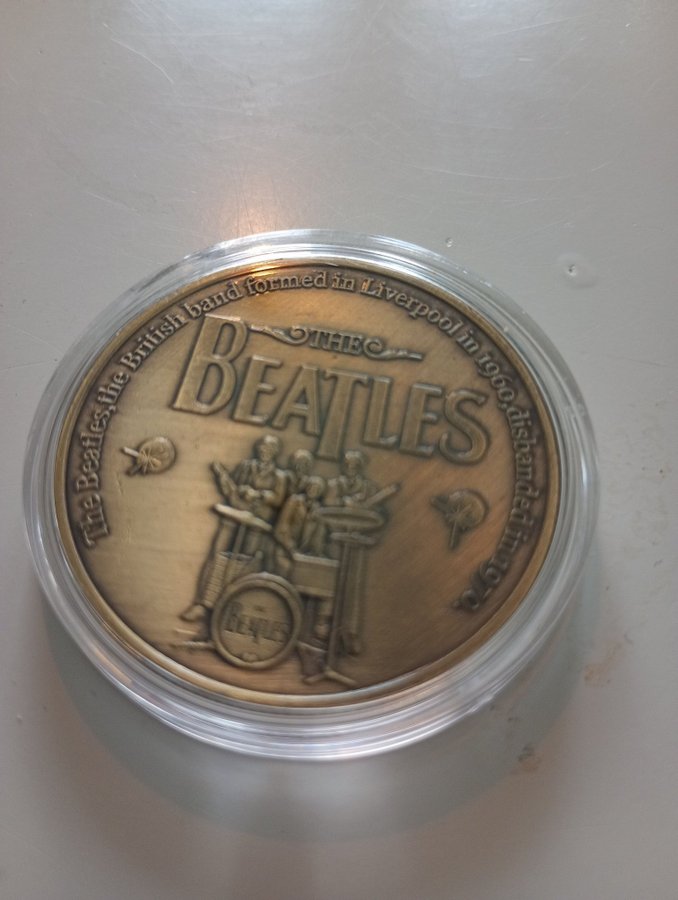 The Beatles,the British band formed in Liverpool in 1960,disbanded in 1970.
THE
BEATLES
BEATLES